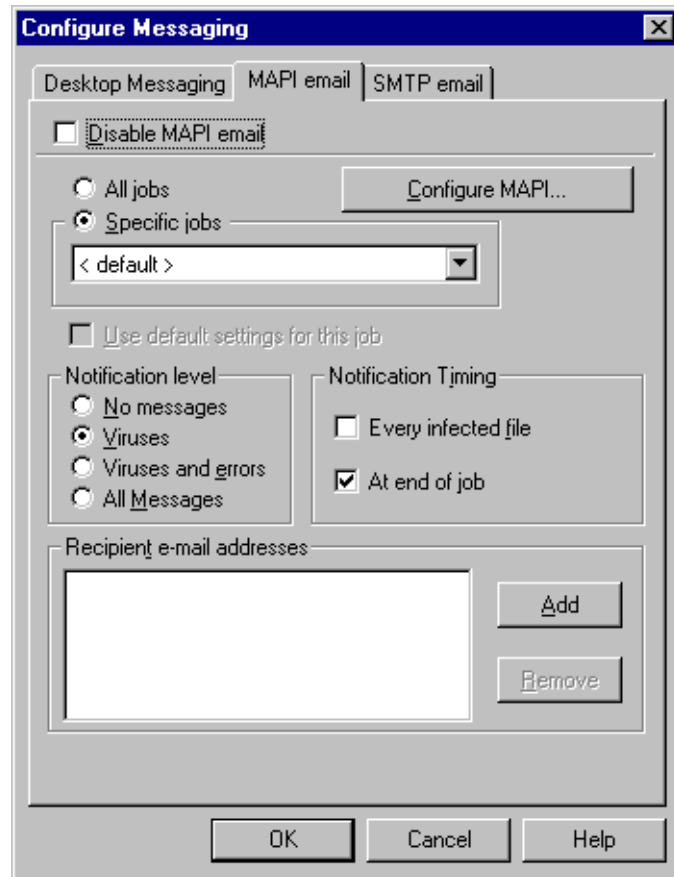 Configure Messaging
Desktop Messaging MAPI email SMTP email
Disable MAPI email
All jobs
Configure MAPI...
Specific jobs
< default >
Use default settings for this job
Notification level
No messages
Viruses
Viruses and errors
All Messages
Notification Timing
Every infected file
At end of job
Recipient e-mail addresses
Add
Remove
OK Cancel Help